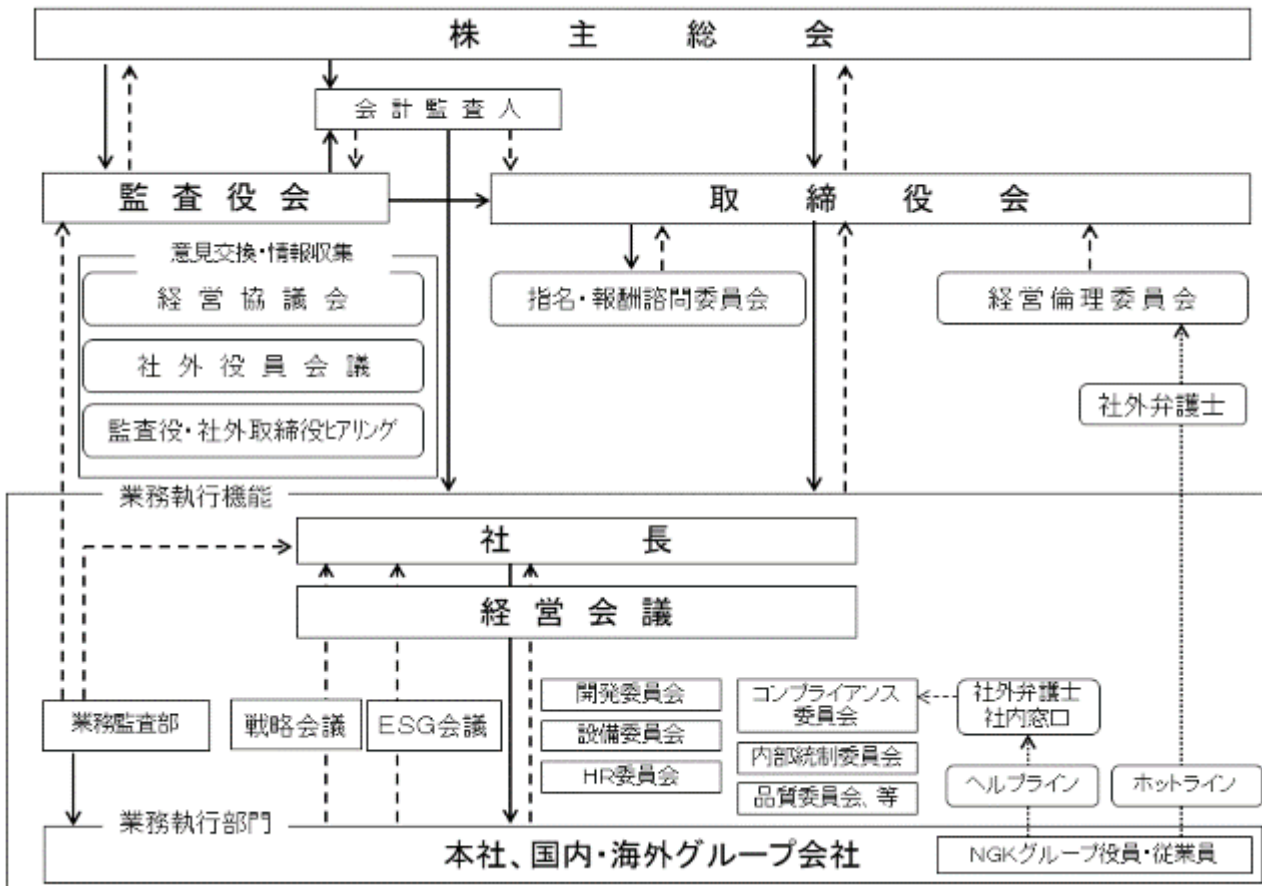 株主総会
会計監査人
監査役会
取締役会
意見交換・情報収集
経営協議会
社外役員会議
監査役・社外取締役ヒアリング
指名・報酬諮問委員会
経営倫理委員会
社外弁護士
業務執行機能
社長
経営会議
業務監査部
戦略会議
ESG会議
開発委員会
設備委員会
HR委員会
コンプライアンス
委員会
内部統制委員会
品質委員会、等
社外弁護士
社内窓口
ヘルプライン
ホットライン
業務執行部門
本社、国内・海外グループ会社
NGKグループ役員・従業員